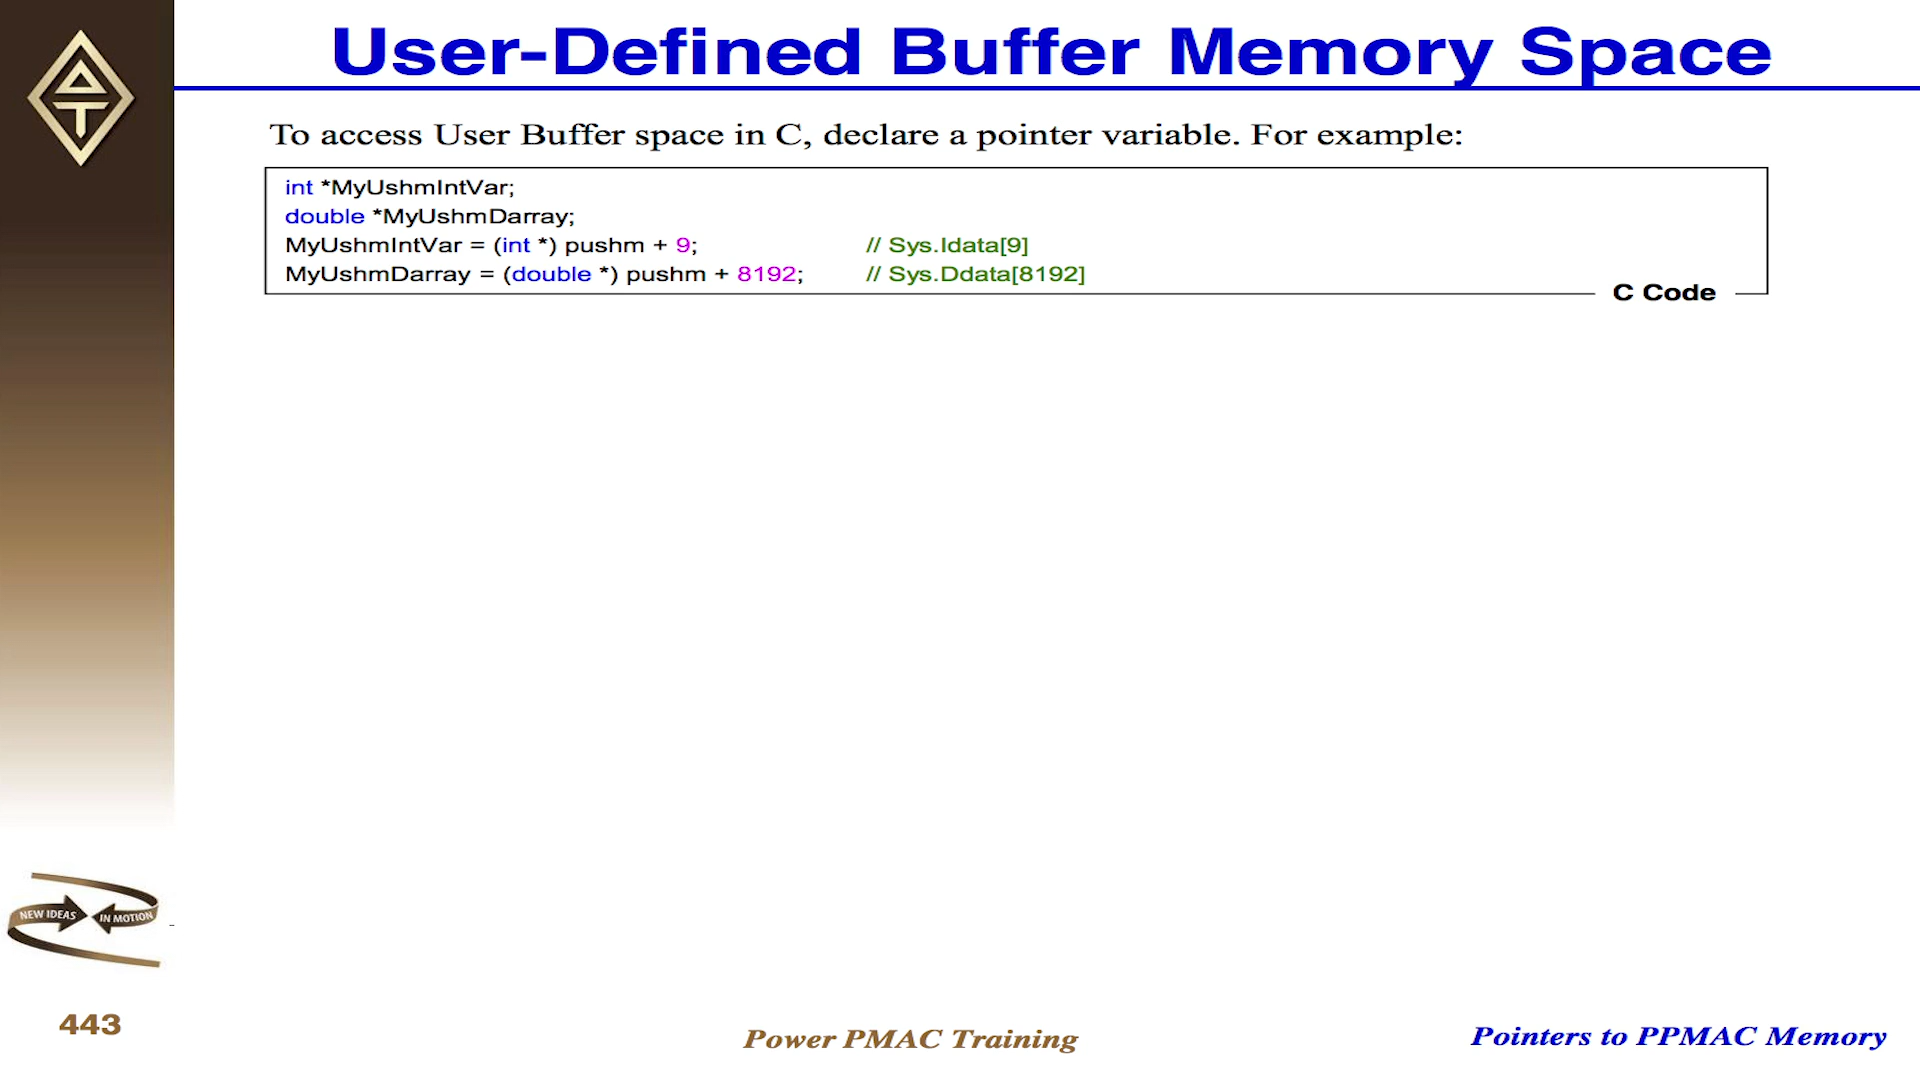 User-Defined Buffer Memory Space
To access User Buffer space in C, declare a pointer variable. For example:
int *MyUshmIntVar;
double *MyUshmDarray;
MyUshmIntVar = (int *) pushm + 9; // Sys.Idata[9]
MyUshmDarray = (double *) pushm + 8192; // Sys.Ddata[8192]
C Code
NEW IDEAS IN MOTION
443
Power PMAC Training
Pointers to PPMAC Memory